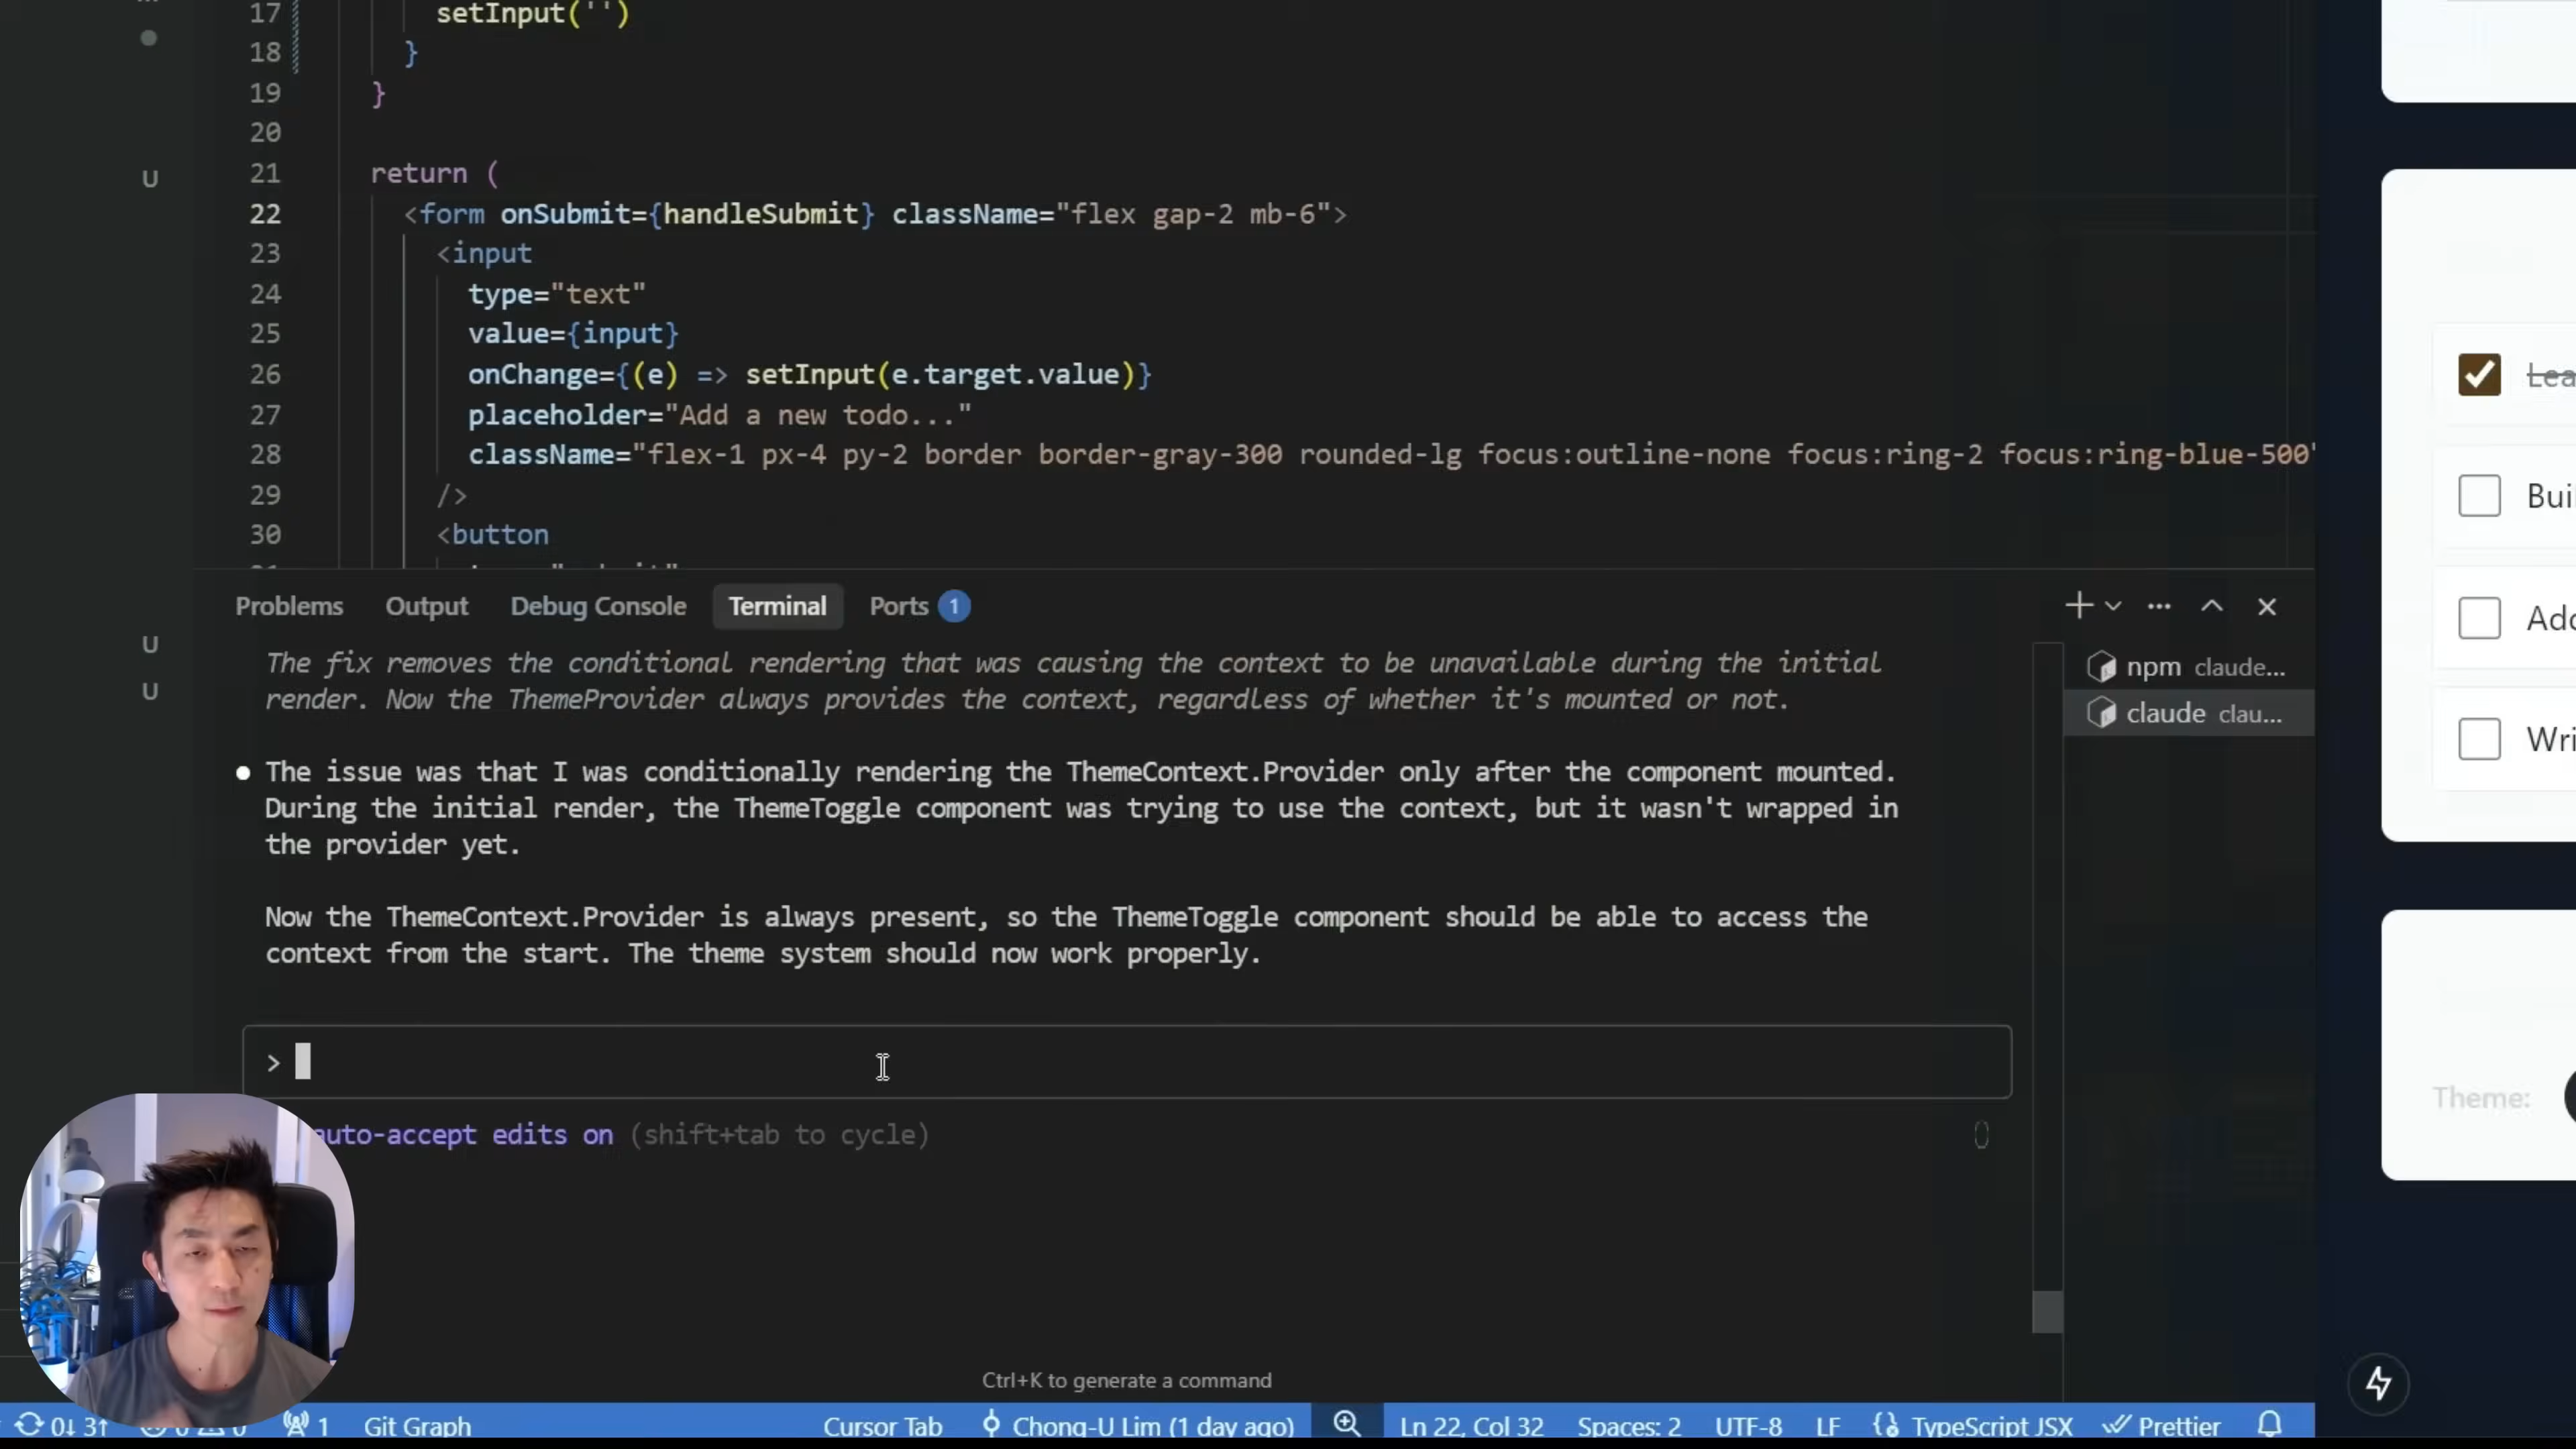 17 setInput('')
18 }
19 }
20
U
21 return (
22 <form onSubmit={handleSubmit} className="flex gap-2 mb-6">
23 <input
24 type="text"
25 value={input}
26 onChange={(e) => setInput(e.target.value)}
27 placeholder="Add a new todo..."
28 className="flex-1 px-4 py-2 border border-gray-300 rounded-lg focus:outline-none focus:ring-2 focus:ring-blue-500"
29 />
30 <button
Problems Output Debug Console Terminal Ports 1
U
U
The fix removes the conditional rendering that was causing the context to be unavailable during the initial
render. Now the ThemeProvider always provides the context, regardless of whether it's mounted or not.
● The issue was that I was conditionally rendering the ThemeContext.Provider only after the component mounted.
During the initial render, the ThemeToggle component was trying to use the context, but it wasn't wrapped in
the provider yet.
Now the ThemeContext.Provider is always present, so the ThemeToggle component should be able to access the
context from the start. The theme system should now work properly.
>
auto-accept edits on (shift+tab to cycle)
Ctrl+K to generate a command
npm claude...
claude clau...
Lea
Bui
Add
Wri
Theme:
0↓ 3↑ 1 Git Graph Cursor Tab Chong-U Lim (1 day ago) Ln 22, Col 32 Spaces: 2 UTF-8 LF TypeScript JSX Prettier